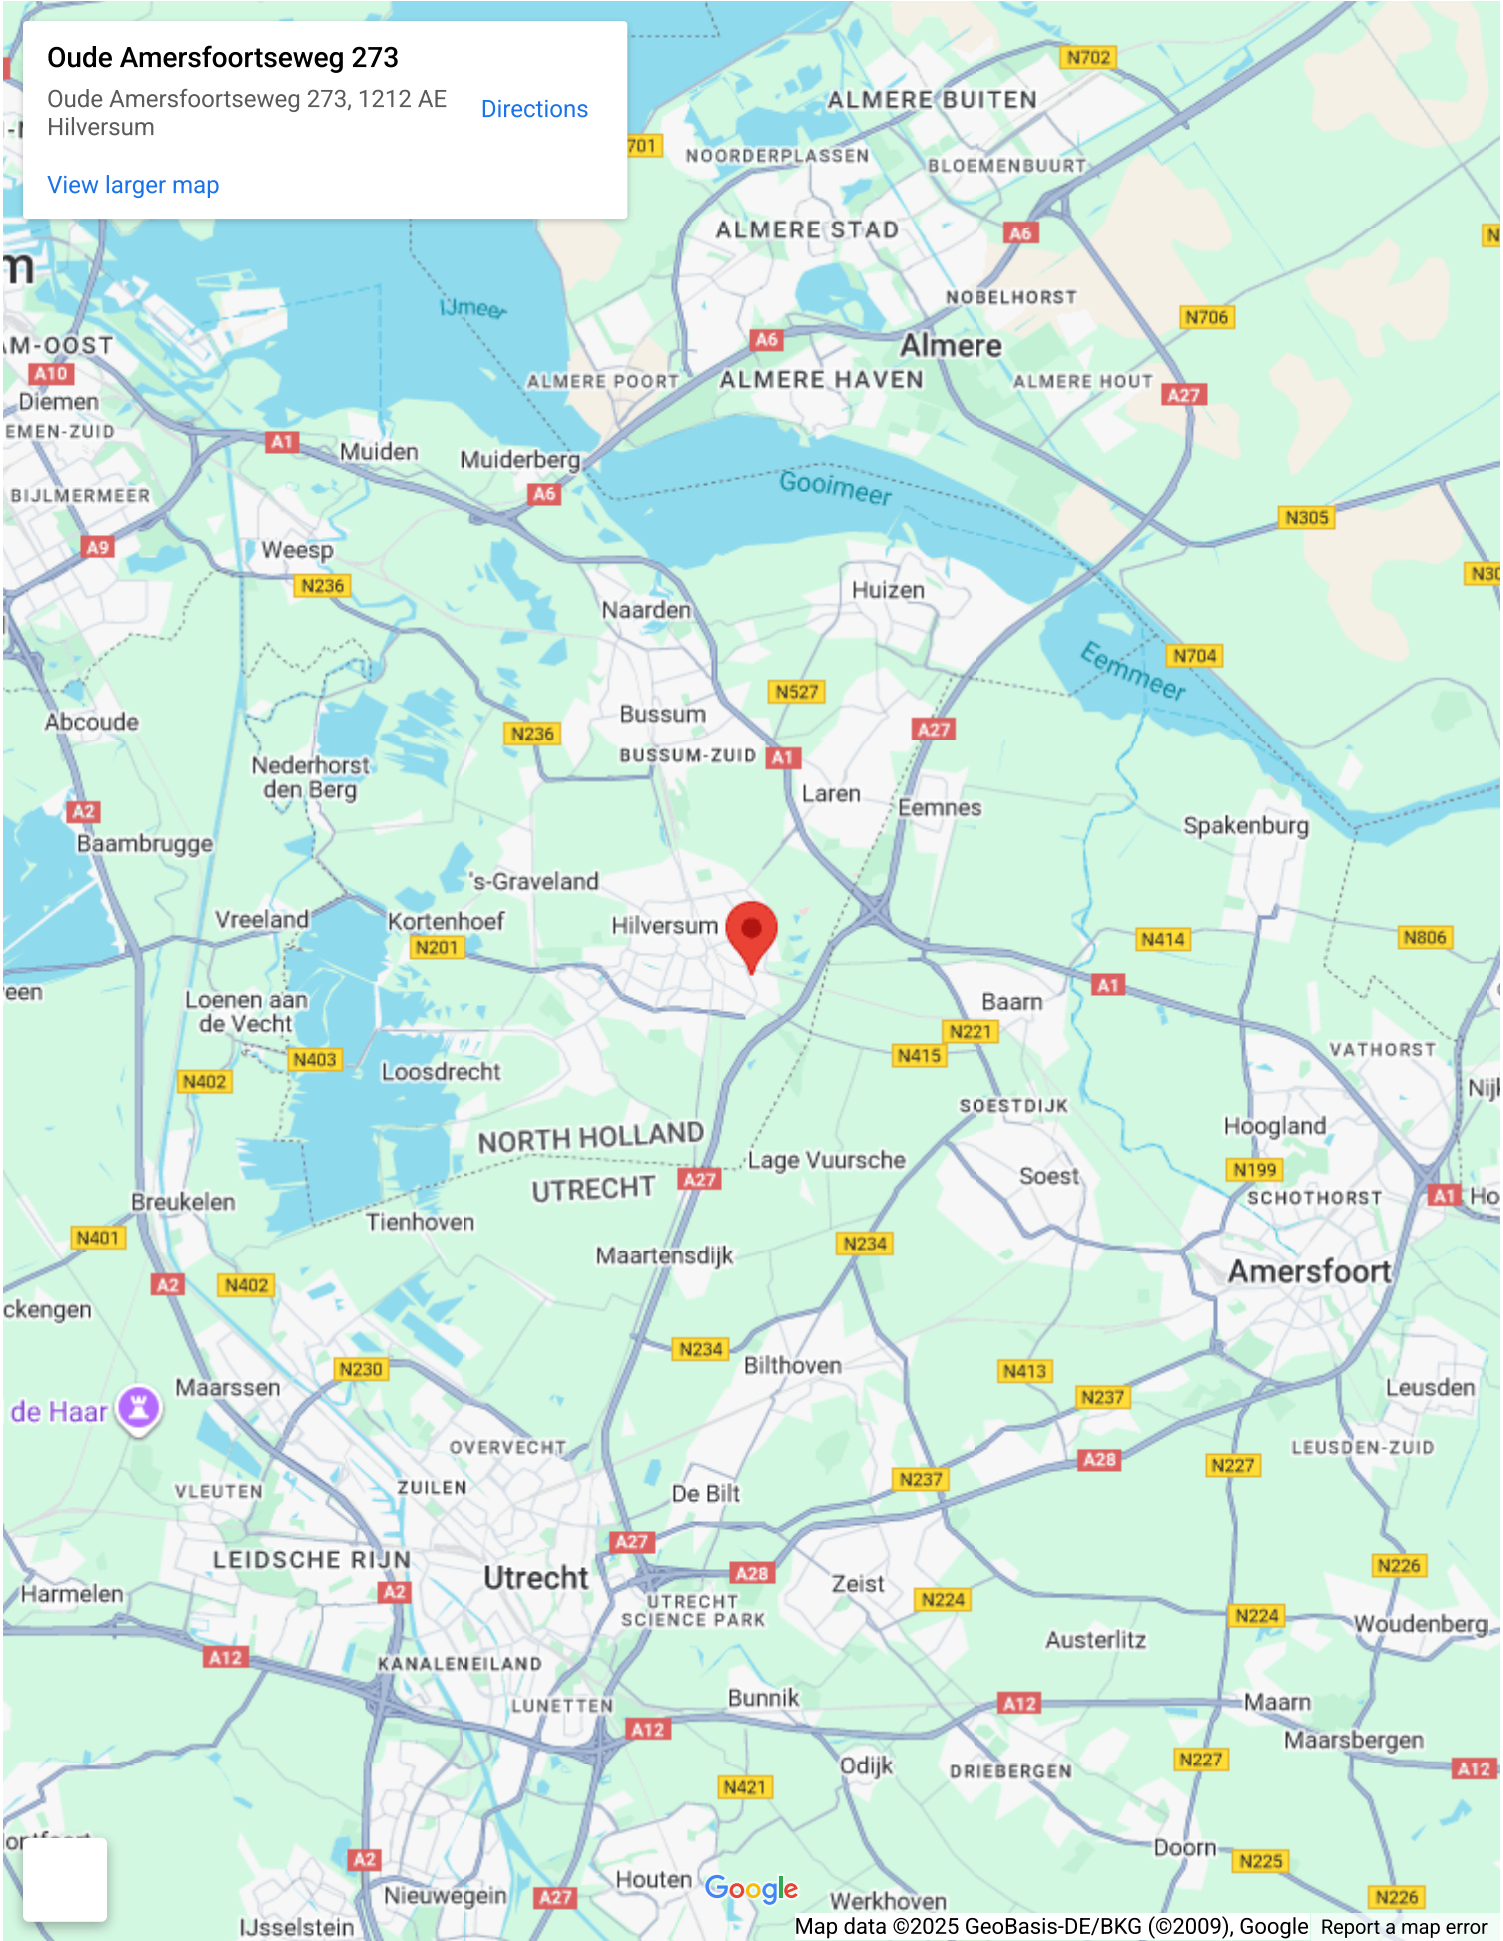 Oude Amersfoortseweg 273
Oude Amersfoortseweg 273, 1212 AE
Hilversum
Directions
View larger map
N702
ALMERE BUITEN
701
NOORDERPLASSEN
BLOEMENBUURT
ALMERE STAD
A6
N
m
NOBELHORST
IJmeer
N706
AM-OOST
A6
Almere
A10
ALMERE POORT
ALMERE HAVEN
ALMERE HOUT
A27
Diemen
EMEN-ZUID
A1
Muiden
Muiderberg
BIJLMERMEER
A6
Gooimeer
N305
A9
Weesp
N236
Huizen
N30
Naarden
Eemmeer
N704
N527
Abcoude
Bussum
N236
A27
BUSSUM-ZUID
A1
Nederhorst
den Berg
Laren
Eemnes
A2
Spakenburg
Baambrugge
's-Graveland
Vreeland
Kortenhoef
Hilversum
N201
N414
N806
A1
een
Loenen aan
de Vecht
Baarn
N221
N403
N415
VATHORST
N402
Loosdrecht
Nijk
SOESTDIJK
NORTH HOLLAND
Hoogland
Lage Vuursche
A27
Soest
N199
UTRECHT
SCHOTHORST
A1
Ho
Breukelen
Tienhoven
N401
N234
Maartensdijk
Amersfoort
A2
N402
ckengen
N234
Bilthoven
N230
N413
Maarssen
N237
Leusden
de Haar
OVERVECHT
LEUSDEN-ZUID
A28
N227
ZUILEN
N237
VLEUTEN
De Bilt
A27
LEIDSCHE RIJN
N226
Utrecht
A28
Zeist
Harmelen
A2
N224
UTRECHT
SCIENCE PARK
N224
Woudenberg
Austerlitz
A12
KANALENEILAND
LUNETTEN
Bunnik
A12
Maarn
A12
Maarsbergen
Odijk
DRIEBERGEN
N227
A12
N421
Doorn
A2
N225
Houten
Google
Nieuwegein
A27
N226
Werkhoven
IJsselstein
Map data ©2025 GeoBasis-DE/BKG (©2009), Google
Report a map error